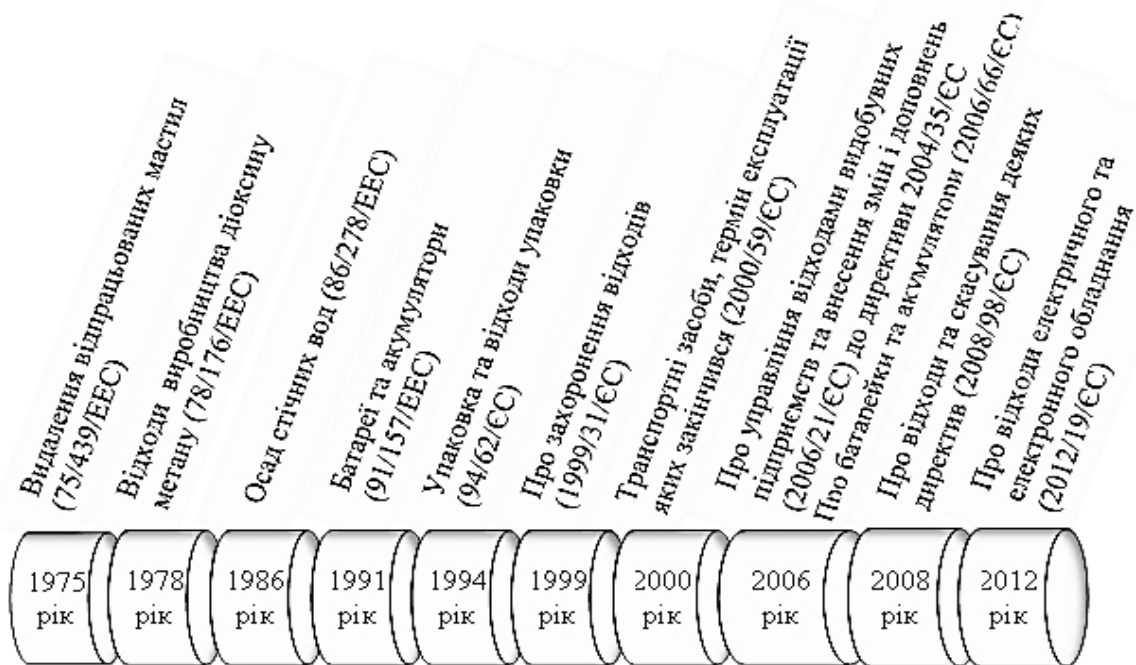 Видалення відпрацьованих мастил
(75/439/ЕЕС)
Відходи виробництва діоксину
метану (78/176/ЕЕС)
Осад стічних вод (86/278/ЕЕС)
Батареї та акумулятори
(91/157/ЕЕС)
Упаковка та відходи упаковки
(94/62/ЄС)
Про захоронення відходів
(1999/31/ЄС)
Транспортні засоби, термін експлуатації
яких закінчився (2000/59/ЄС)
Про управління відходами видобувних
підприємств та внесення змін і доповнень
(2006/21/ЄС) до директиви 2004/35/ЄС
Про батапейки та акумулятопи (2006/66/ЄС)
Про відходи та скасування деяких
директив (2008/98/ЄС)
Про відходи електричного та
електронного обладнання
(2012/19/ЄС)
1975
рік
1978
рік
1986
рік
1991
рік
1994
рік
1999
рік
2000
рік
2006
рік
2008
рік
2012
рік